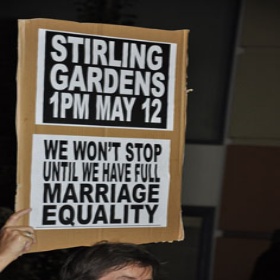 STIRLING
GARDENS
1PM MAY 12
WE WON'T STOP
UNTIL WE HAVE FULL
MARRIAGE
EQUALITY